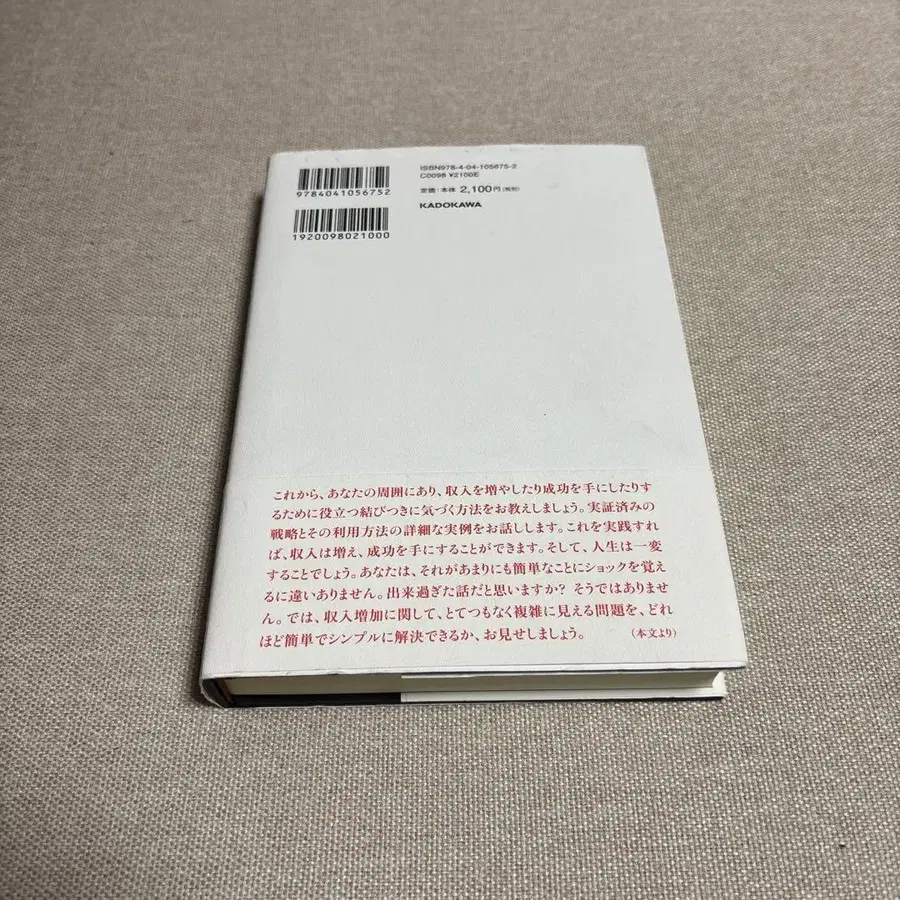 ISBN978-4-04-105675-2
C0098 ¥2100E
定価:本体 2,100円(税別)
KADOKAWA
9784041056752
1920098021000
これから、あなたの周囲にあり、収入を増やしたり成功を手にしたりす
るために役立つ結びつきに気づく方法をお教えしましょう。実証済みの
戦略とその利用方法の詳細な実例をお話しします。これを実践すれ
ば、収入は増え、成功を手にすることができます。そして、人生は一変
することでしょう。あなたは、それがあまりにも簡単なことにショックを覚え
るに違いありません。出来過ぎた話だと思いますか? そうではありませ
ん。では、収入増加に関して、とてつもなく複雑に見える問題を、どれ
ほど簡単でシンプルに解決できるか、お見せしましょう。 (本文より)